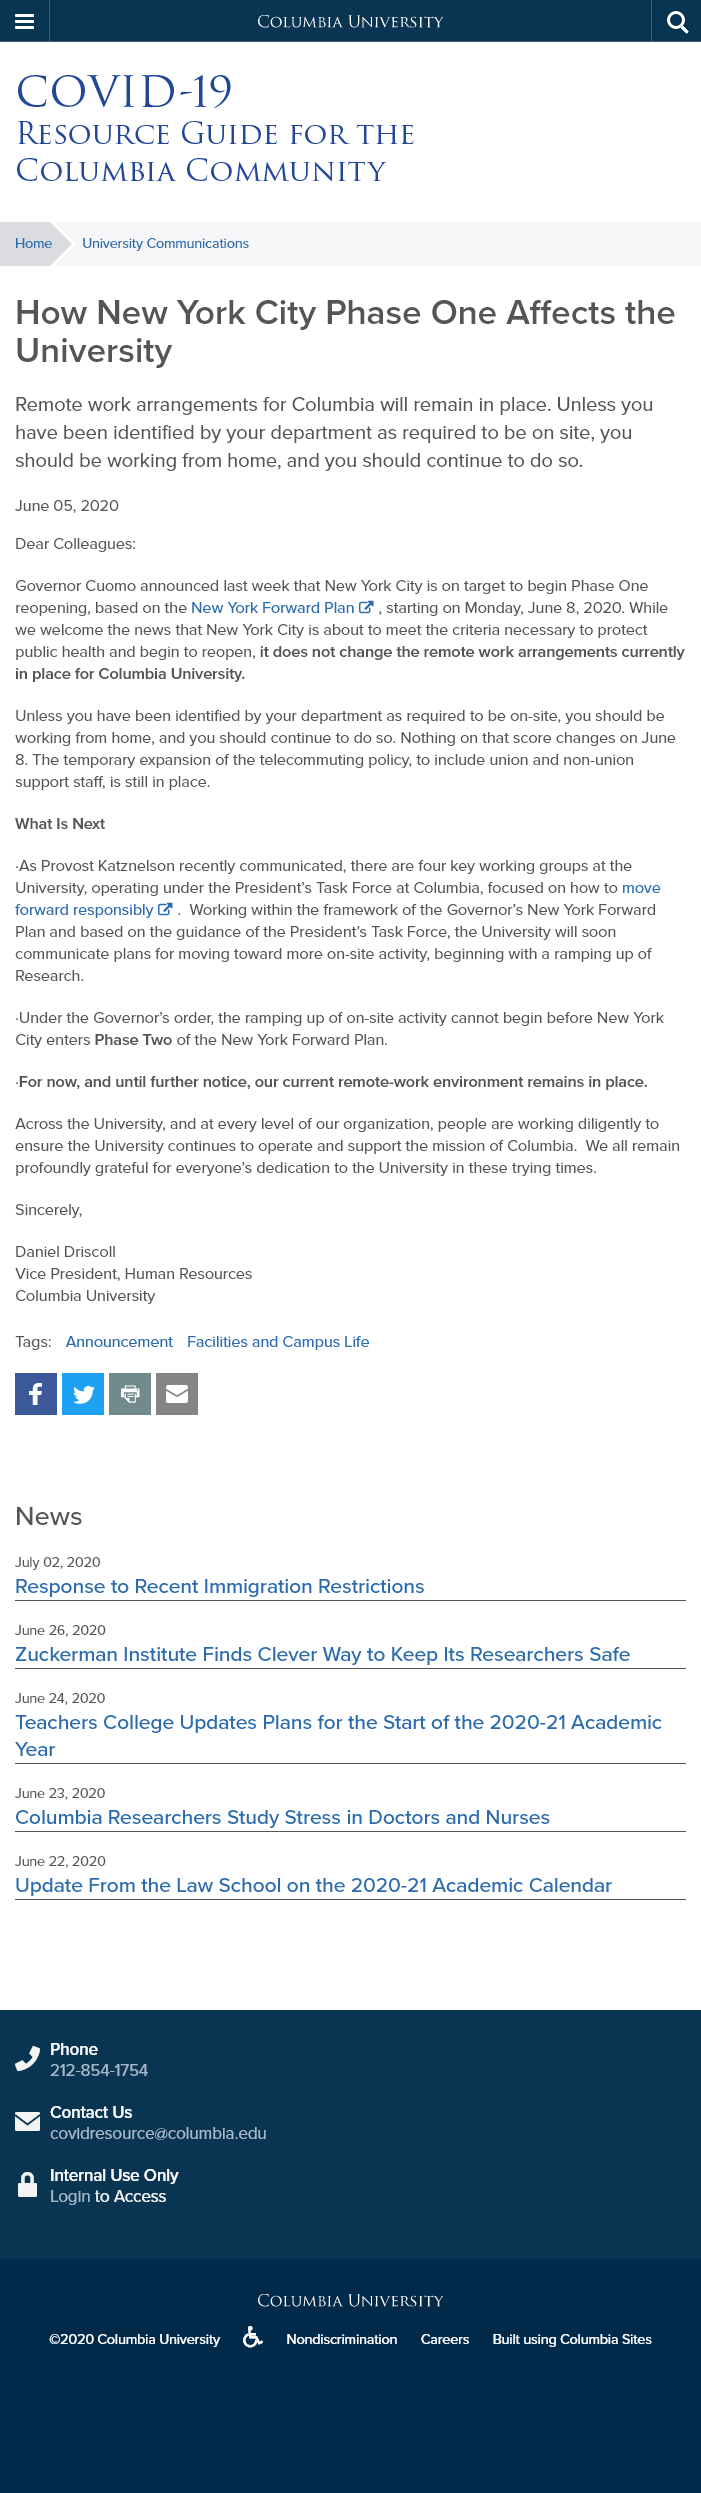 COLUMBIA UNIVERSITY
COVID-19
RESOURCE GUIDE FOR THE
COLUMBIA COMMUNITY
Home University Communications
How New York City Phase One Affects the
University
Remote work arrangements for Columbia will remain in place. Unless you
have been identified by your department as required to be on site, you
should be working from home, and you should continue to do so.
June 05, 2020
Dear Colleagues:
Governor Cuomo announced last week that New York City is on target to begin Phase One
reopening, based on the New York Forward Plan , starting on Monday, June 8, 2020. While
we welcome the news that New York City is about to meet the criteria necessary to protect
public health and begin to reopen, it does not change the remote work arrangements currently
in place for Columbia University.
Unless you have been identified by your department as required to be on-site, you should be
working from home, and you should continue to do so. Nothing on that score changes on June
8. The temporary expansion of the telecommuting policy, to include union and non-union
support staff, is still in place.
What Is Next
·As Provost Katznelson recently communicated, there are four key working groups at the
University, operating under the President’s Task Force at Columbia, focused on how to move
forward responsibly . Working within the framework of the Governor’s New York Forward
Plan and based on the guidance of the President’s Task Force, the University will soon
communicate plans for moving toward more on-site activity, beginning with a ramping up of
Research.
·Under the Governor’s order, the ramping up of on-site activity cannot begin before New York
City enters Phase Two of the New York Forward Plan.
·For now, and until further notice, our current remote-work environment remains in place.
Across the University, and at every level of our organization, people are working diligently to
ensure the University continues to operate and support the mission of Columbia. We all remain
profoundly grateful for everyone’s dedication to the University in these trying times.
Sincerely,
Daniel Driscoll
Vice President, Human Resources
Columbia University
Tags: Announcement Facilities and Campus Life
News
July 02, 2020
Response to Recent Immigration Restrictions
June 26, 2020
Zuckerman Institute Finds Clever Way to Keep Its Researchers Safe
June 24, 2020
Teachers College Updates Plans for the Start of the 2020-21 Academic
Year
June 23, 2020
Columbia Researchers Study Stress in Doctors and Nurses
June 22, 2020
Update From the Law School on the 2020-21 Academic Calendar
Phone
212-854-1754
Contact Us
covidresource@columbia.edu
Internal Use Only
Login to Access
COLUMBIA UNIVERSITY
©2020 Columbia University Nondiscrimination Careers Built using Columbia Sites